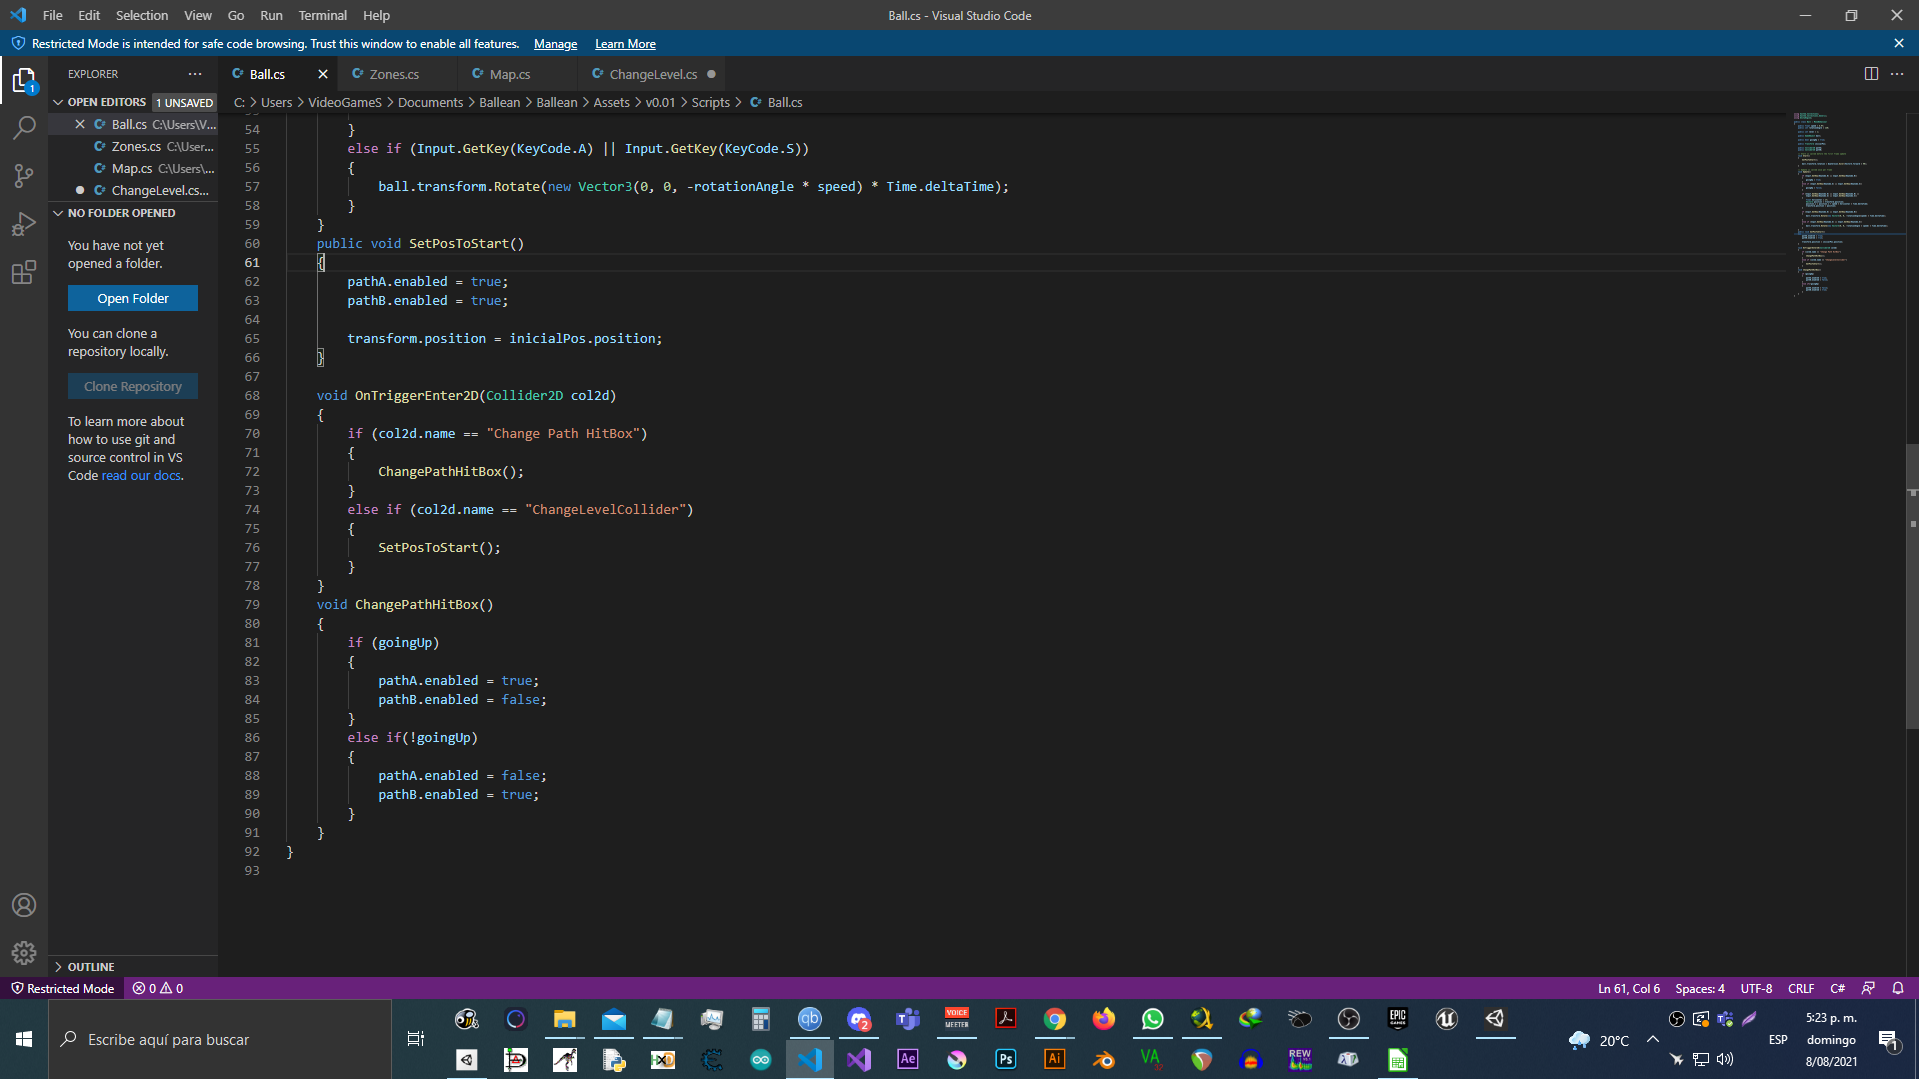 File Edit Selection View Go Run Terminal Help
Ball.cs - Visual Studio Code
Restricted Mode is intended for safe code browsing. Trust this window to enable all features. Manage Learn More
EXPLORER
Ball.cs Zones.cs Map.cs ChangeLevel.cs
OPEN EDITORS 1 UNSAVED
C: > Users > VideoGameS > Documents > Ballean > Ballean > Assets > v0.01 > Scripts > Ball.cs
Ball.cs C:\Users\V...
Zones.cs C:\User...
Map.cs C:\Users\...
ChangeLevel.cs...
NO FOLDER OPENED
You have not yet
opened a folder.
Open Folder
You can clone a
repository locally.
Clone Repository
To learn more about
how to use git and
source control in VS
Code read our docs.
OUTLINE
54 }
55 else if (Input.GetKey(KeyCode.A) || Input.GetKey(KeyCode.S))
56 {
57 ball.transform.Rotate(new Vector3(0, 0, -rotationAngle * speed) * Time.deltaTime);
58 }
59 }
60 public void SetPosToStart()
61 {
62 pathA.enabled = true;
63 pathB.enabled = true;
64
65 transform.position = inicialPos.position;
66 }
67
68 void OnTriggerEnter2D(Collider2D col2d)
69 {
70 if (col2d.name == "Change Path HitBox")
71 {
72 ChangePathHitBox();
73 }
74 else if (col2d.name == "ChangeLevelCollider")
75 {
76 SetPosToStart();
77 }
78 }
79 void ChangePathHitBox()
80 {
81 if (goingUp)
82 {
83 pathA.enabled = true;
84 pathB.enabled = false;
85 }
86 else if(!goingUp)
87 {
88 pathA.enabled = false;
89 pathB.enabled = true;
90 }
91 }
92 }
93
Restricted Mode 0 0
Ln 61, Col 6 Spaces: 4 UTF-8 CRLF C#
Escribe aquí para buscar
20°C
ESP
5:23 p. m.
domingo
8/08/2021